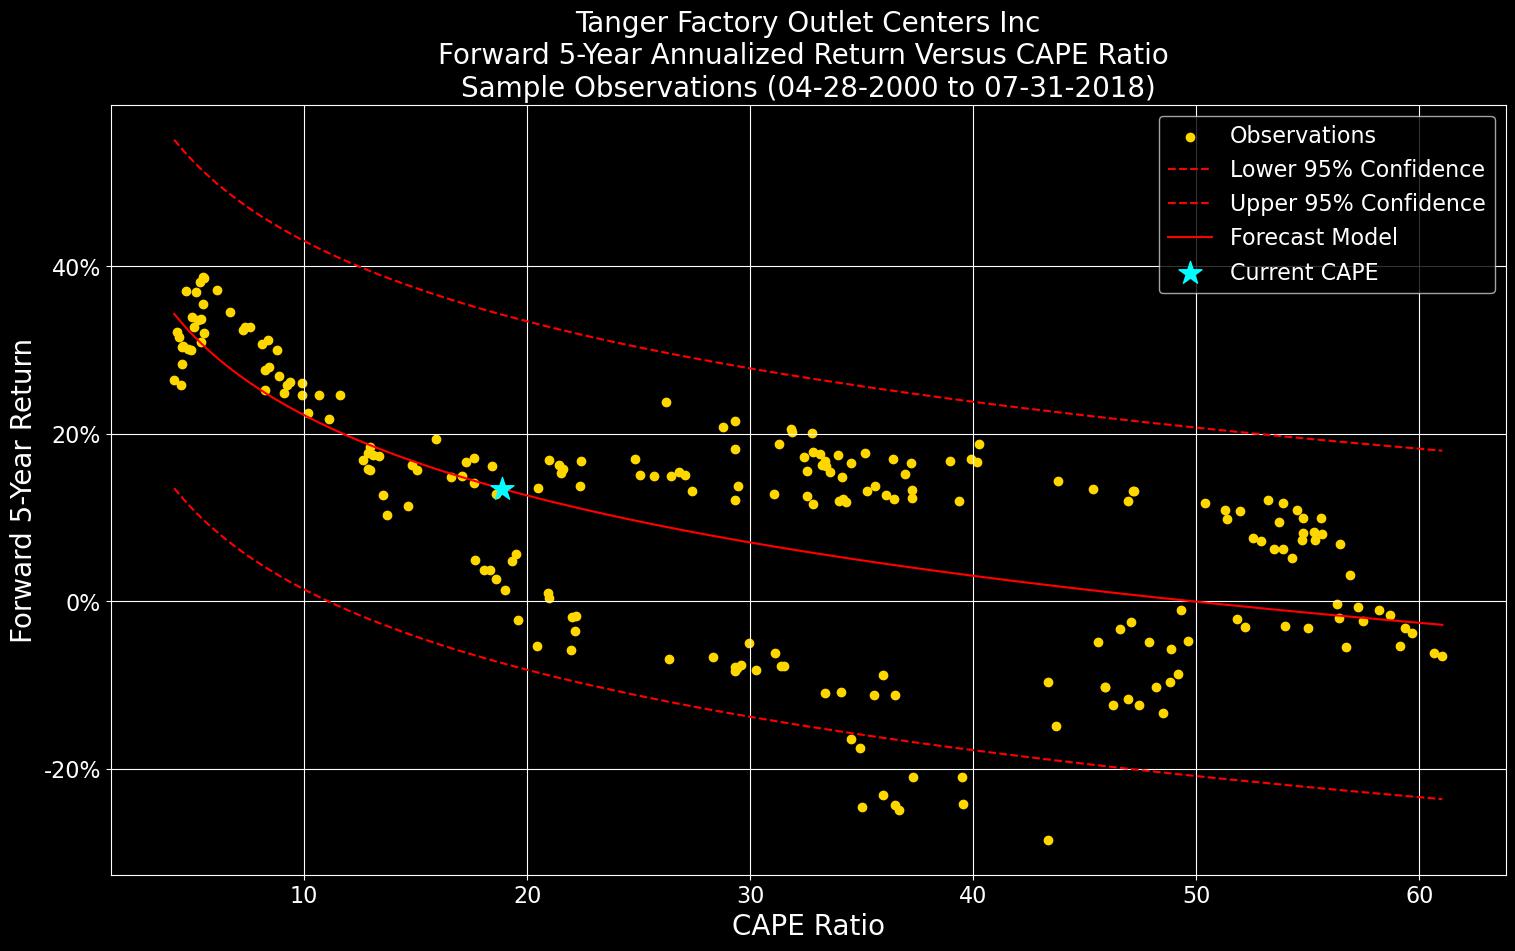 Tanger Factory Outlet Centers Inc
Forward 5-Year Annualized Return Versus CAPE Ratio
Sample Observations (04-28-2000 to 07-31-2018)
Observations
Lower 95% Confidence
Upper 95% Confidence
Forecast Model
Current CAPE
Forward 5-Year Return
40%
20%
0%
-20%
10 20 30 40 50 60
CAPE Ratio